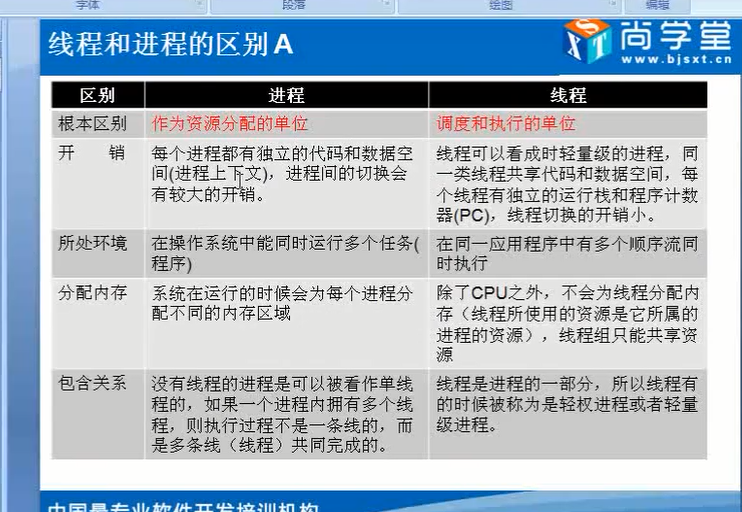 字体
段落
绘图
编辑
线程和进程的区别A
尚学堂
www.bjsxt.cn
区别
进程
线程
根本区别
作为资源分配的单位
调度和执行的单位
开 销
每个进程都有独立的代码和数据空
间(进程上下文)，进程间的切换会
有较大的开销。
线程可以看成时轻量级的进程，同
一类线程共享代码和数据空间，每
个线程有独立的运行栈和程序计数
器(PC)，线程切换的开销小。
所处环境
在操作系统中能同时运行多个任务(
程序)
在同一应用程序中有多个顺序流同
时执行
分配内存
系统在运行的时候会为每个进程分
配不同的内存区域
除了CPU之外，不会为线程分配内
存（线程所使用的资源是它所属的
进程的资源），线程组只能共享资
源
包含关系
没有线程的进程是可以被看作单线
程的，如果一个进程内拥有多个线
程，则执行过程不是一条线的，而
是多条线（线程）共同完成的。
线程是进程的一部分，所以线程有
的时候被称为是轻权进程或者轻量
级进程。
中国最专业软件开发培训机构